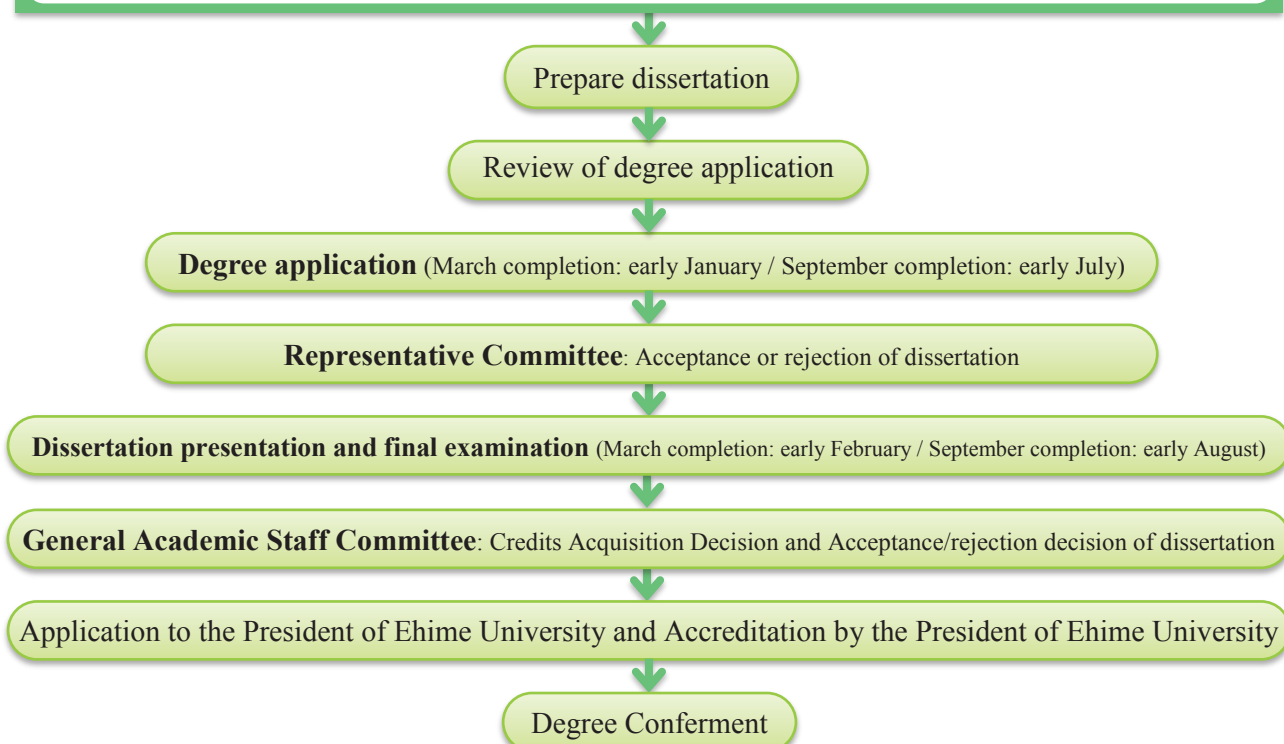 Prepare dissertation
Review of degree application
Degree application (March completion: early January / September completion: early July)
Representative Committee: Acceptance or rejection of dissertation
Dissertation presentation and final examination (March completion: early February / September completion: early August)
General Academic Staff Committee: Credits Acquisition Decision and Acceptance/rejection decision of dissertation
Application to the President of Ehime University and Accreditation by the President of Ehime University
Degree Conferment